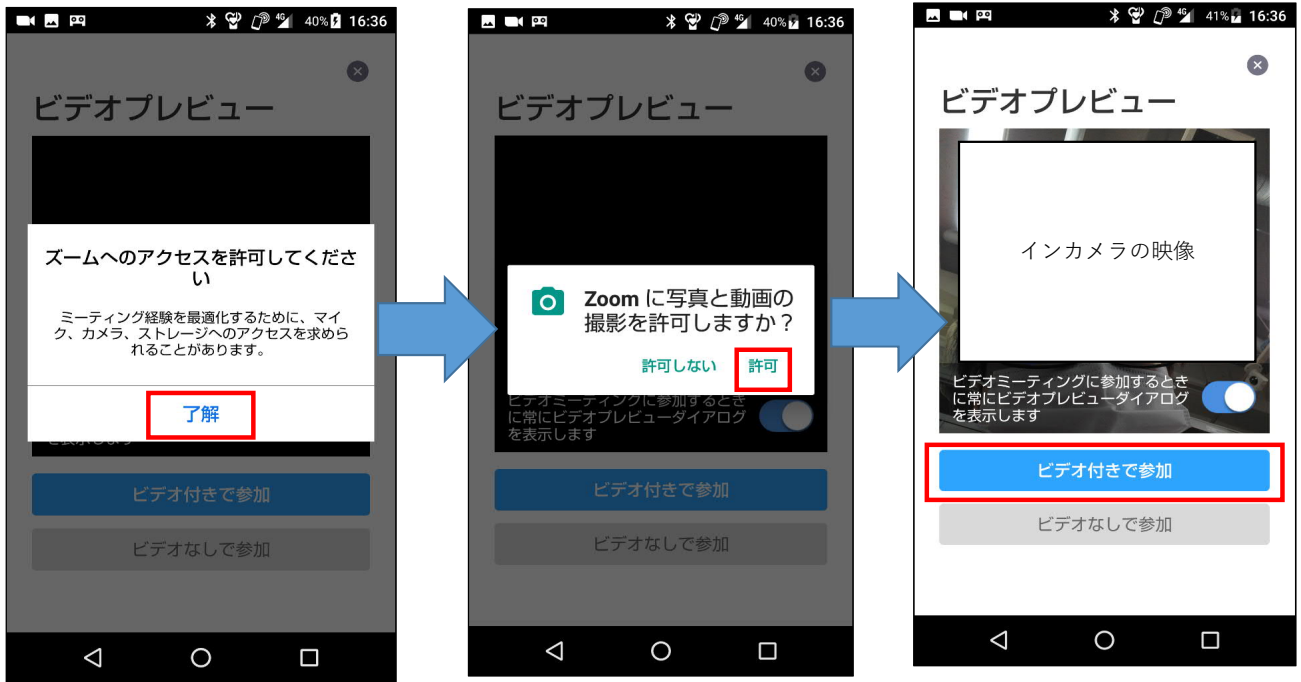 40% 16:36
ビデオプレビュー
ズームへのアクセスを許可してくださ
い
ミーティング経験を最適化するために、マイ
ク、カメラ、ストレージへのアクセスを求めら
れることがあります。
了解
を表示します
ビデオ付きで参加
ビデオなしで参加
4G 40% 16:36
ビデオプレビュー
Zoom に写真と動画の
撮影を許可しますか？
許可しない 許可
ビデオミーティングに参加するとき
に常にビデオプレビューダイアログ
を表示します
ビデオ付きで参加
ビデオなしで参加
4G 41% 16:36
ビデオプレビュー
インカメラの映像
ビデオミーティングに参加するとき
に常にビデオプレビューダイアログ
を表示します
ビデオ付きで参加
ビデオなしで参加